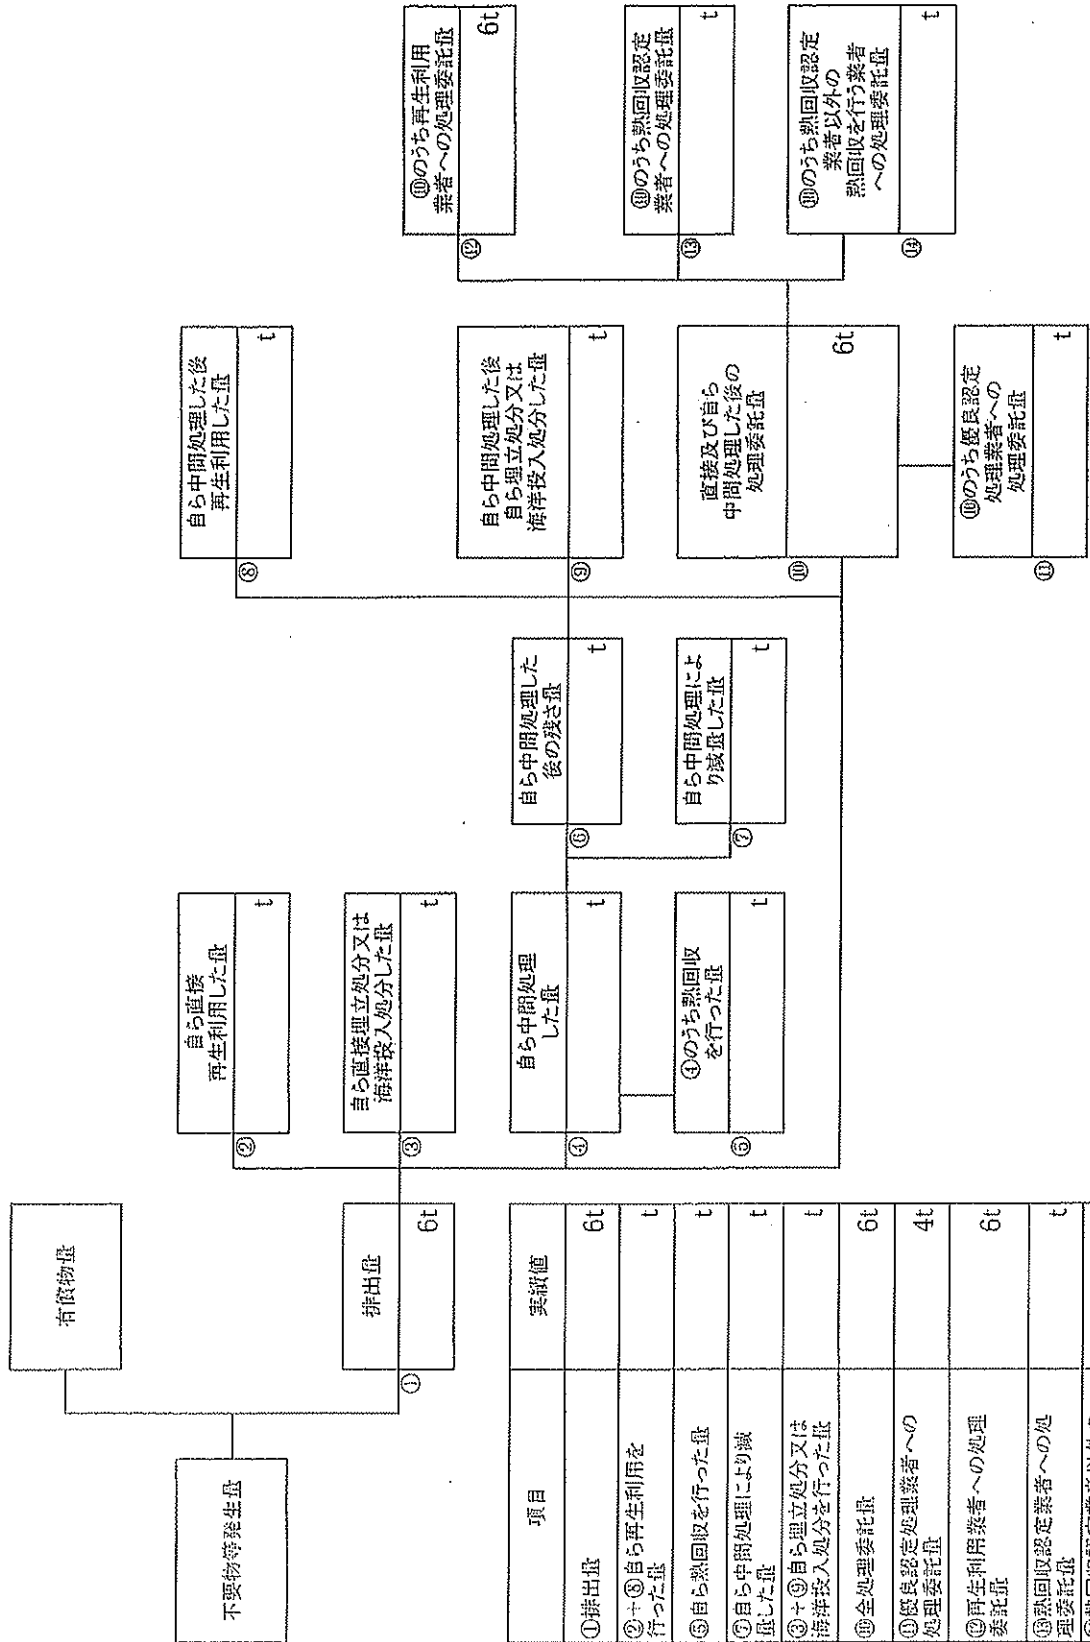 不要物等発生量
有償物量
排出量
① 6t
自ら直接
再生利用した量
② t
自ら直接埋立処分又は
海洋投入処分した量
③ t
自ら中間処理
した量
④ t
④のうち熱回収
を行った量
⑤ t
自ら中間処理した
後の残さ量
⑥ t
自ら中間処理によ
り減量した量
⑦ t
自ら中間処理した後
再生利用した量
⑧ t
自ら中間処理した後
自ら埋立処分又は
海洋投入処分した量
⑨ t
直接及び自ら
中間処理した後の
処理委託量
⑩ 6t
⑩のうち優良認定
処理業者への
処理委託量
⑪ t
⑩のうち再生利用
業者への処理委託量
⑫ 6t
⑩のうち熱回収認定
業者への処理委託量
⑬ t
⑩のうち熱回収認定
業者以外の
熱回収を行う業者
への処理委託量
⑭ t
項目 実績値
①排出量 6t
②+⑧自ら再生利用を
行った量 t
⑤自ら熱回収を行った量 t
⑦自ら中間処理により減
量した量 t
③+⑨自ら埋立処分又は
海洋投入処分を行った量 t
⑩全処理委託量 6t
⑪優良認定処理業者への
処理委託量 4t
⑫再生利用業者への処理
委託量 6t
⑬熱回収認定業者への処
理委託量 t